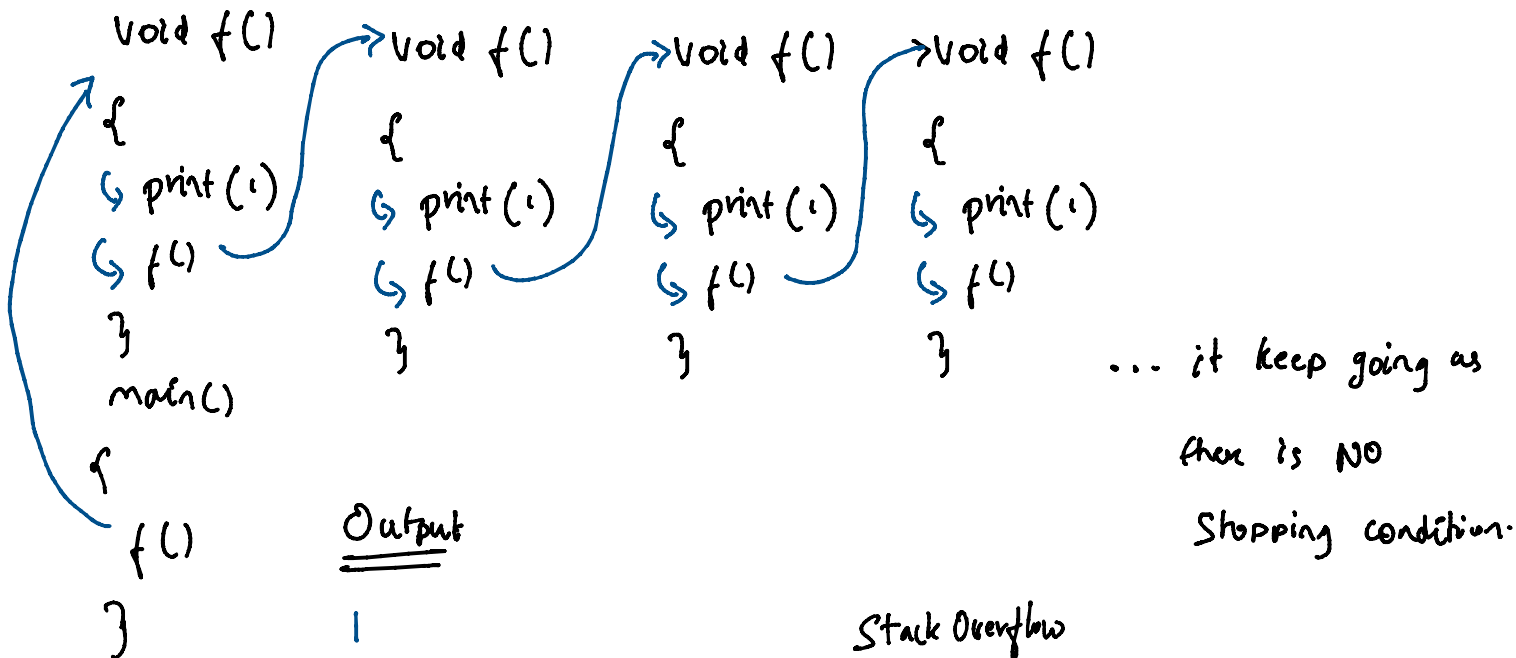 void f()
{
print(1)
f()
}
main()
{
f()
}
void f()
{
print(1)
f()
}
void f()
{
print(1)
f()
}
void f()
{
print(1)
f()
}
... it keep going as
there is NO
Stopping condition.
Output
1
Stack Overflow